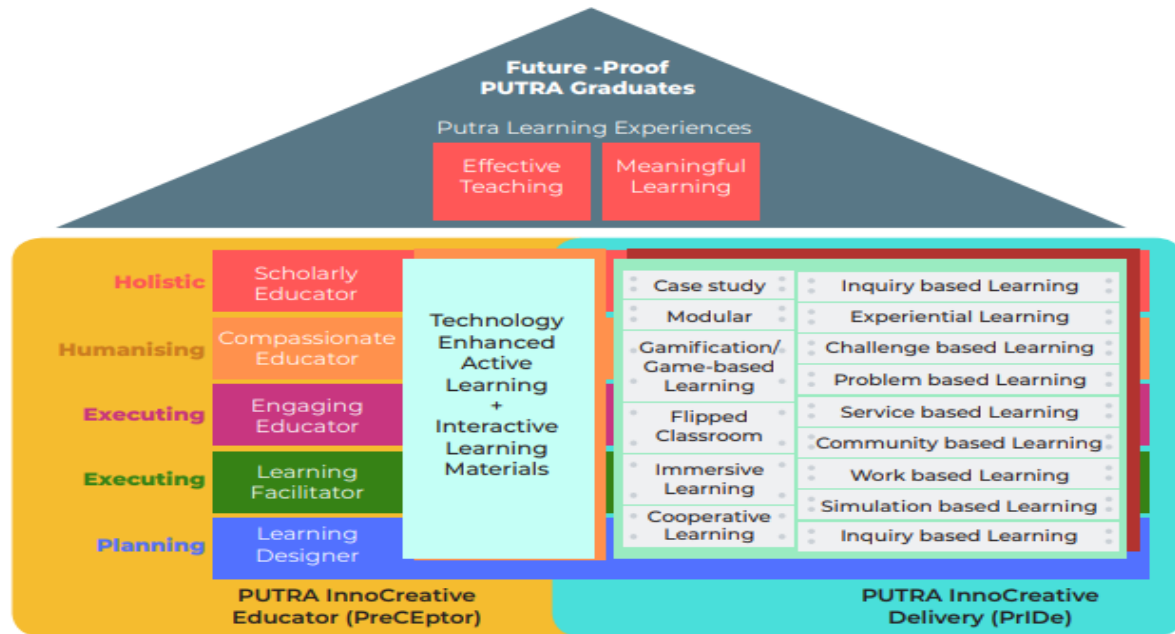 Future -Proof
PUTRA Graduates
Putra Learning Experiences
Effective
Teaching
Meaningful
Learning
Holistic
Scholarly
Educator
Humanising
Compassionate
Educator
Executing
Engaging
Educator
Executing
Learning
Facilitator
Planning
Learning
Designer
Technology
Enhanced
Active
Learning
+
Interactive
Learning
Materials
Case study
Modular
Gamification/
Game-based
Learning
Flipped
Classroom
Immersive
Learning
Cooperative
Learning
Inquiry based Learning
Experiential Learning
Challenge based Learning
Problem based Learning
Service based Learning
Community based Learning
Work based Learning
Simulation based Learning
Inquiry based Learning
PUTRA InnoCreative
Educator (PreCEptor)
PUTRA InnoCreative
Delivery (PrIDe)